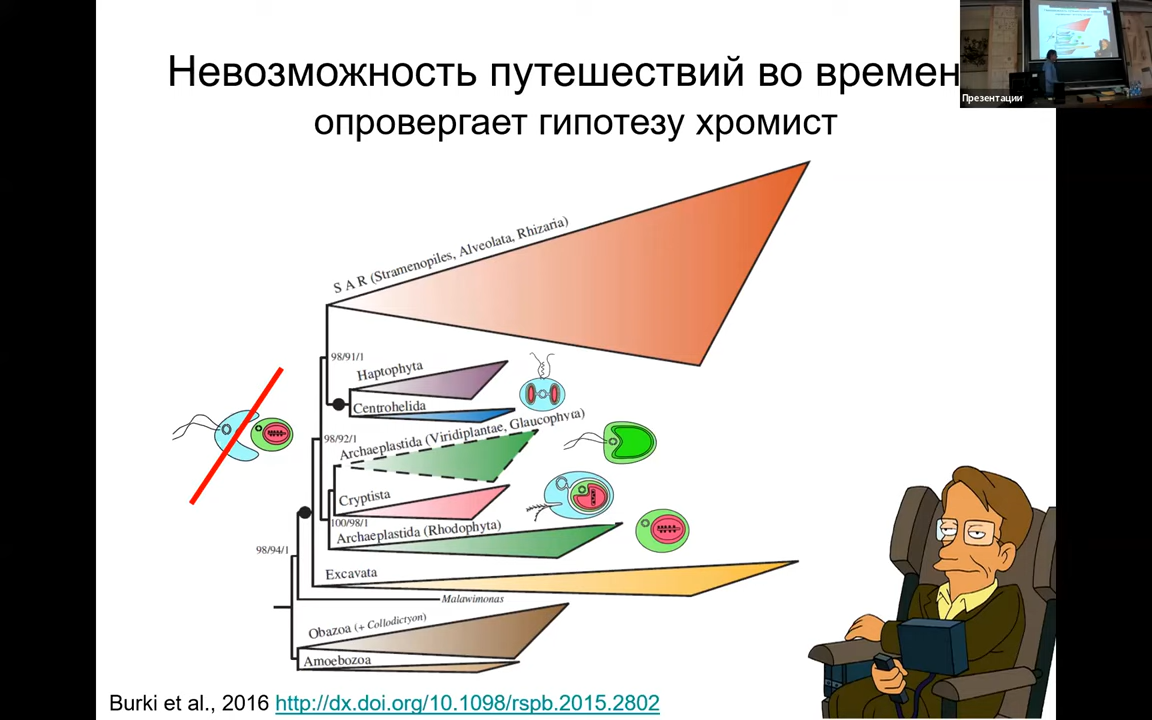 Невозможность путешествий во времен
опровергает гипотезу хромист
Презентации
S A R (Stramenopiles, Alveolata, Rhizaria)
98/91/1
Haptophyta
Centrohelida
98/92/1
Archaeplastida (Viridiplantae, Glaucophyta)
Cryptista
100/98/1
Archaeplastida (Rhodophyta)
98/94/1
Excavata
Malawimonas
Obazoa (+ Collodictyon)
Amoebozoa
Burki et al., 2016 http://dx.doi.org/10.1098/rspb.2015.2802